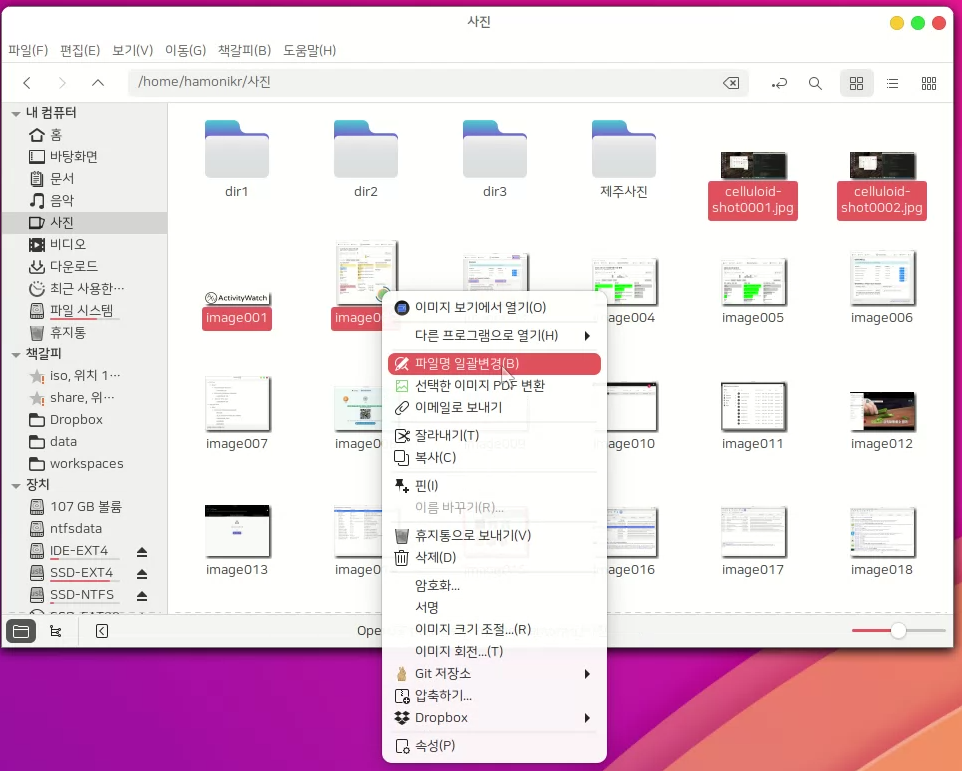 사진
파일(F) 편집(E) 보기(V) 이동(G) 책갈피(B) 도움말(H)
/home/hamonikr/사진
내 컴퓨터
홈
바탕화면
문서
음악
사진
비디오
다운로드
최근 사용한…
파일 시스템
휴지통
책갈피
iso, 위치 1…
share, 위…
Dropbox
data
workspaces
장치
107 GB 볼륨
ntfsdata
IDE-EXT4
SSD-EXT4
SSD-NTFS
dir1
dir2
dir3
제주사진
celluloid-
shot0001.jpg
celluloid-
shot0002.jpg
ActivityWatch
image001
image0
age004
image005
image006
image007
image00
age010
image011
image012
image013
image0
age016
image017
image018
이미지 보기에서 열기(O)
다른 프로그램으로 열기(H)
파일명 일괄변경(B)
선택한 이미지 PDF 변환
이메일로 보내기
잘라내기(T)
복사(C)
핀(I)
이름 바꾸기(R)...
휴지통으로 보내기(V)
삭제(D)
암호화...
서명
이미지 크기 조절...(R)
이미지 회전...(T)
Git 저장소
압축하기...
Dropbox
속성(P)
Ope